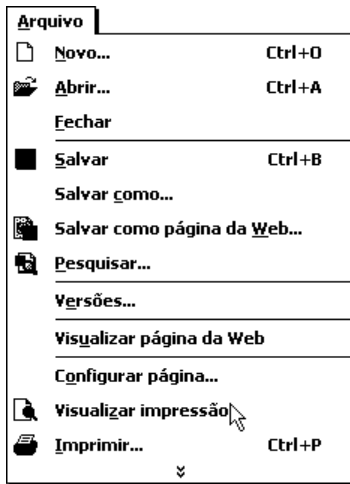 Arquivo
Novo... Ctrl+O
Abrir... Ctrl+A
Fechar
Salvar Ctrl+B
Salvar como...
Salvar como página da Web...
Pesquisar...
Versões...
Visualizar página da Web
Configurar página...
Visualizar impressão
Imprimir... Ctrl+P